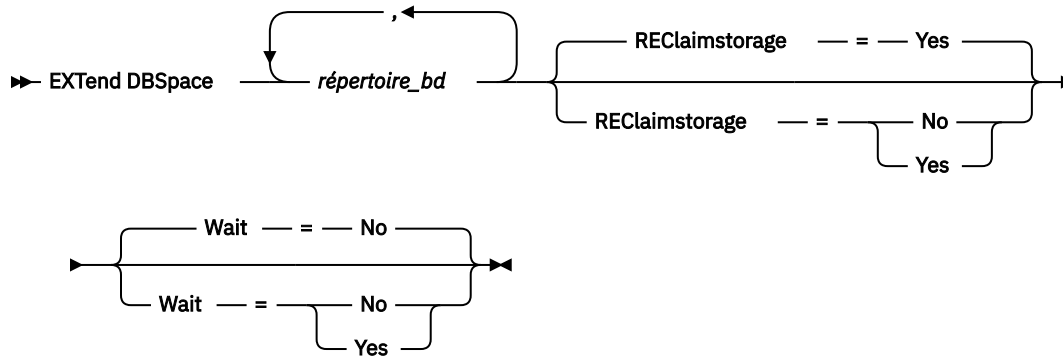 ,
REClaimstorage = Yes
EXTend DBSpace répertoire_bd
REClaimstorage = No
Yes
Wait = No
Wait = No
Yes